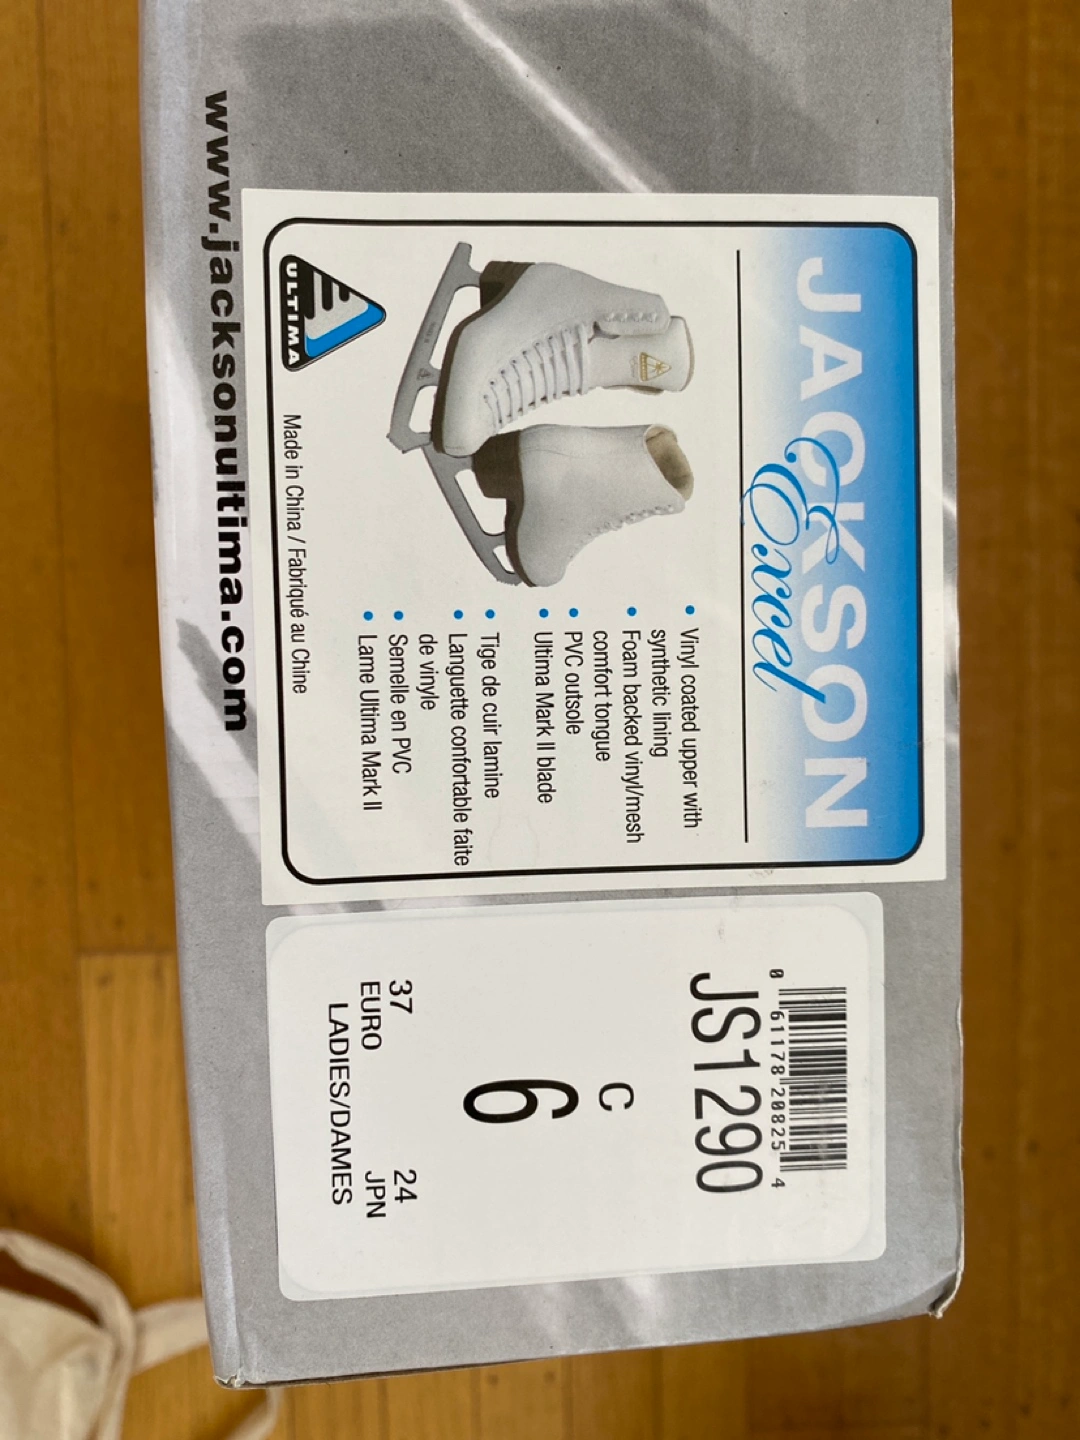 JACKSON
Excel
• Vinyl coated upper with
synthetic lining
• Foam backed vinyl/mesh
comfort tongue
• PVC outsole
• Ultima Mark II blade
• Tige de cuir lamine
• Languette confortable faite
de vinyle
• Semelle en PVC
• Lame Ultima Mark II
ULTIMA
Made in China / Fabriqué au Chine
www.jacksonultima.com
0 61178 20825 4
JS1290
C
6
37 24
EURO JPN
LADIES/DAMES